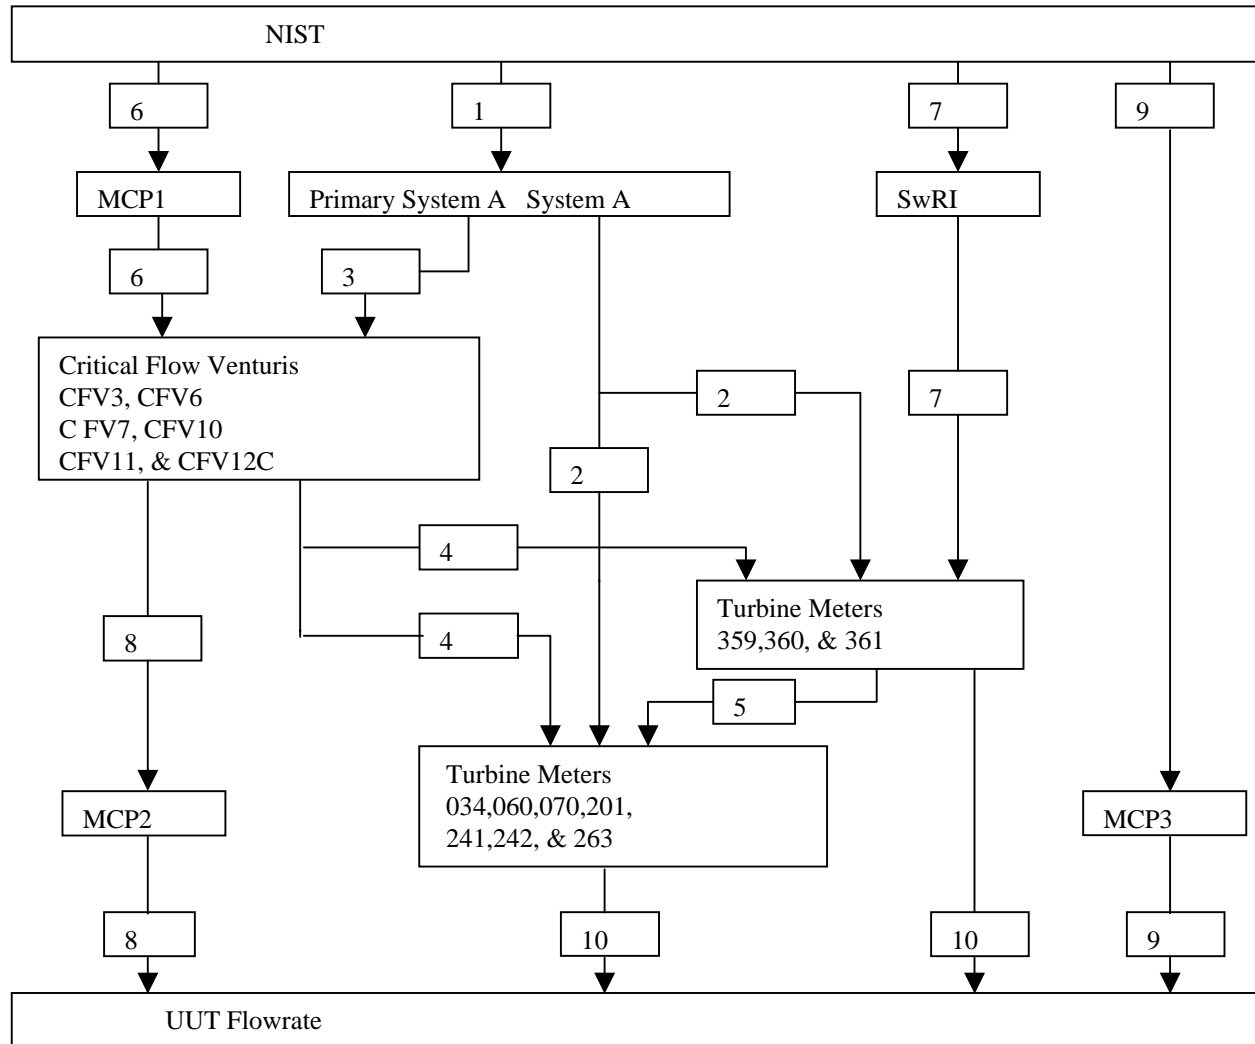 NIST
6
1
7
9
MCP1
Primary System A System A
SwRI
6
3
Critical Flow Venturis
CFV3, CFV6
C FV7, CFV10
CFV11, & CFV12C
2
7
2
4
Turbine Meters
359,360, & 361
8
4
5
Turbine Meters
034,060,070,201,
241,242, & 263
MCP2
MCP3
8
10
10
9
UUT Flowrate